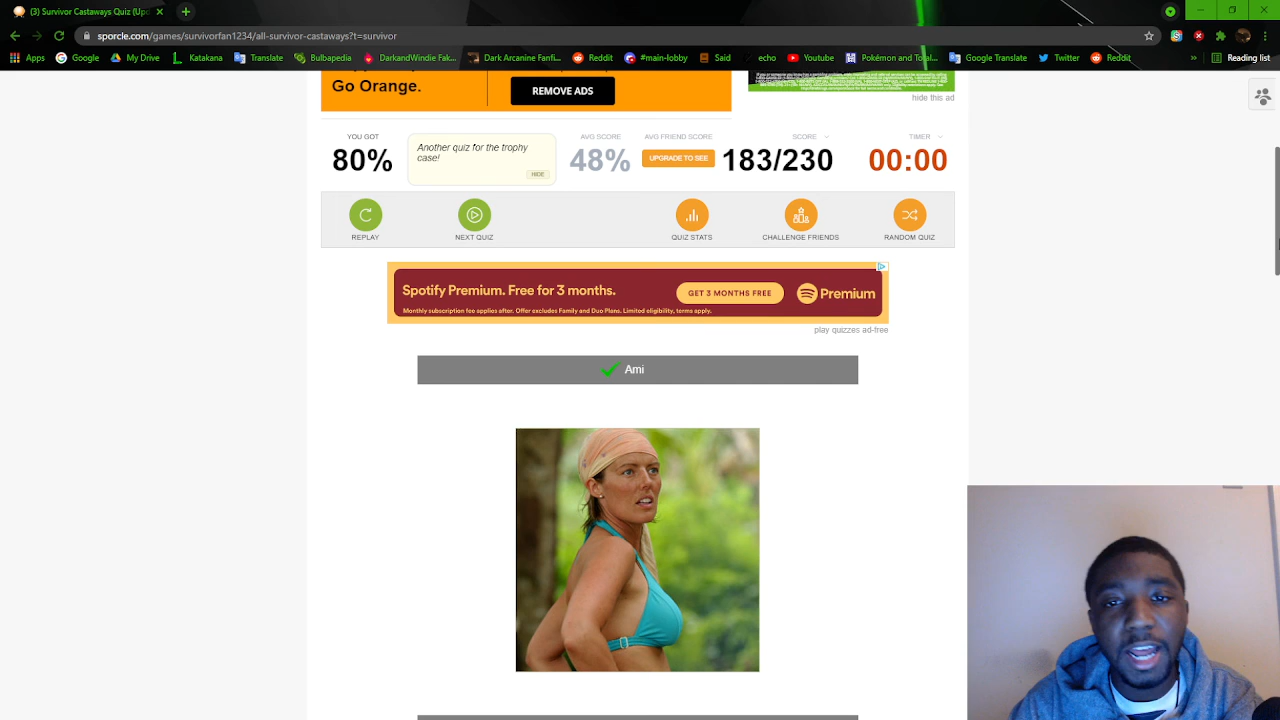 (3) Survivor Castaways Quiz (Up
sporcle.com/games/survivorfan1234/all-survivor-castaways?t=survivor
Apps Google My Drive Katakana Translate Bulbapedia DarkandWindie Fak... Dark Arcanine Fanfi... Reddit #main-lobby Said echo YouTube Pokémon and Total... Google Translate Reddit » Reading list
Go Orange.
REMOVE ADS
hide this ad
YOU GOT
80%
Another quiz for the trophy
case!
HIDE
AVG SCORE
48%
AVG FRIEND SCORE
UPGRADE TO SEE
SCORE
183/230
TIMER
00:00
REPLAY
NEXT QUIZ
QUIZ STATS
CHALLENGE FRIENDS
RANDOM QUIZ
Spotify Premium. Free for 3 months.
Monthly subscription fee applies after. Offer excludes Family and Duo Plans. Limited eligibility, terms apply.
GET 3 MONTHS FREE
Premium
play quizzes ad-free
Ami